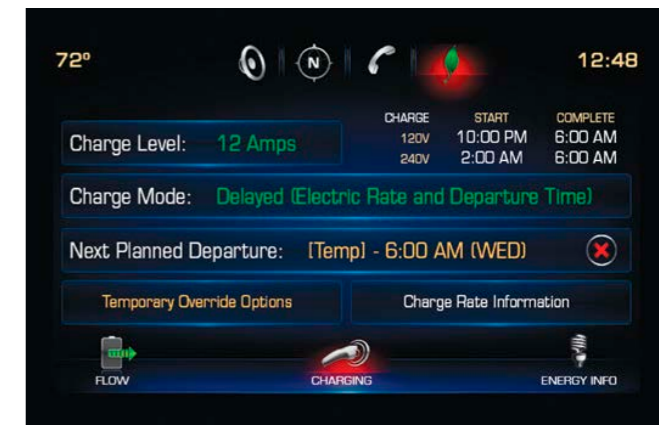 72° N 12:48
CHARGE START COMPLETE
Charge Level: 12 Amps 120V 10:00 PM 6:00 AM
240V 2:00 AM 6:00 AM
Charge Mode: Delayed (Electric Rate and Departure Time)
Next Planned Departure: [Temp] - 6:00 AM (WED)
Temporary Override Options Charge Rate Information
FLOW CHARGING ENERGY INFO